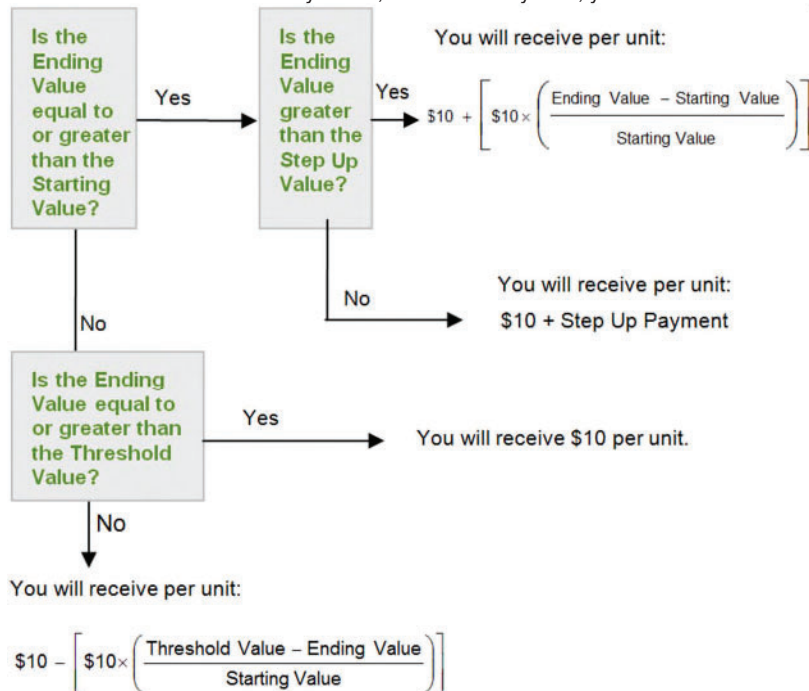 Is the
Ending
Value
equal to
or greater
than the
Starting
Value?
Yes
Is the
Ending
Value
greater
than the
Step Up
Value?
Yes
You will receive per unit:
$10 + [ $10 × ( Ending Value – Starting Value
Starting Value ) ]
No
You will receive per unit:
$10 + Step Up Payment
No
Is the Ending
Value equal to
or greater than
the Threshold
Value?
Yes
You will receive $10 per unit.
No
You will receive per unit:
$10 – [ $10× ( Threshold Value – Ending Value
Starting Value ) ]